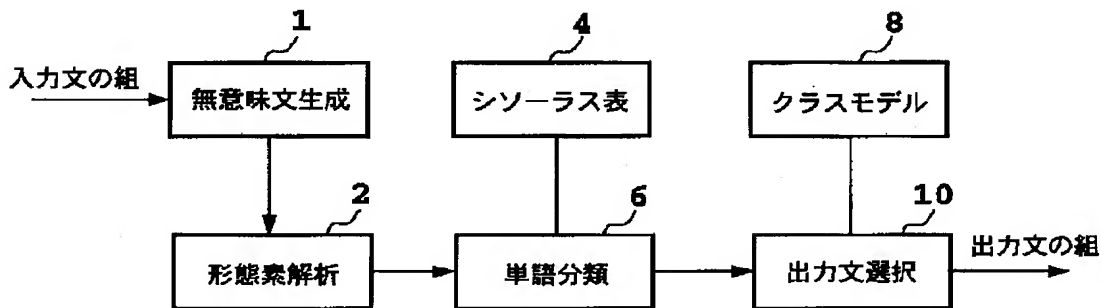 1
4
8
入力文の組
無意味文生成
シソーラス表
クラスモデル
2
6
10
形態素解析
単語分類
出力文選択
出力文の組